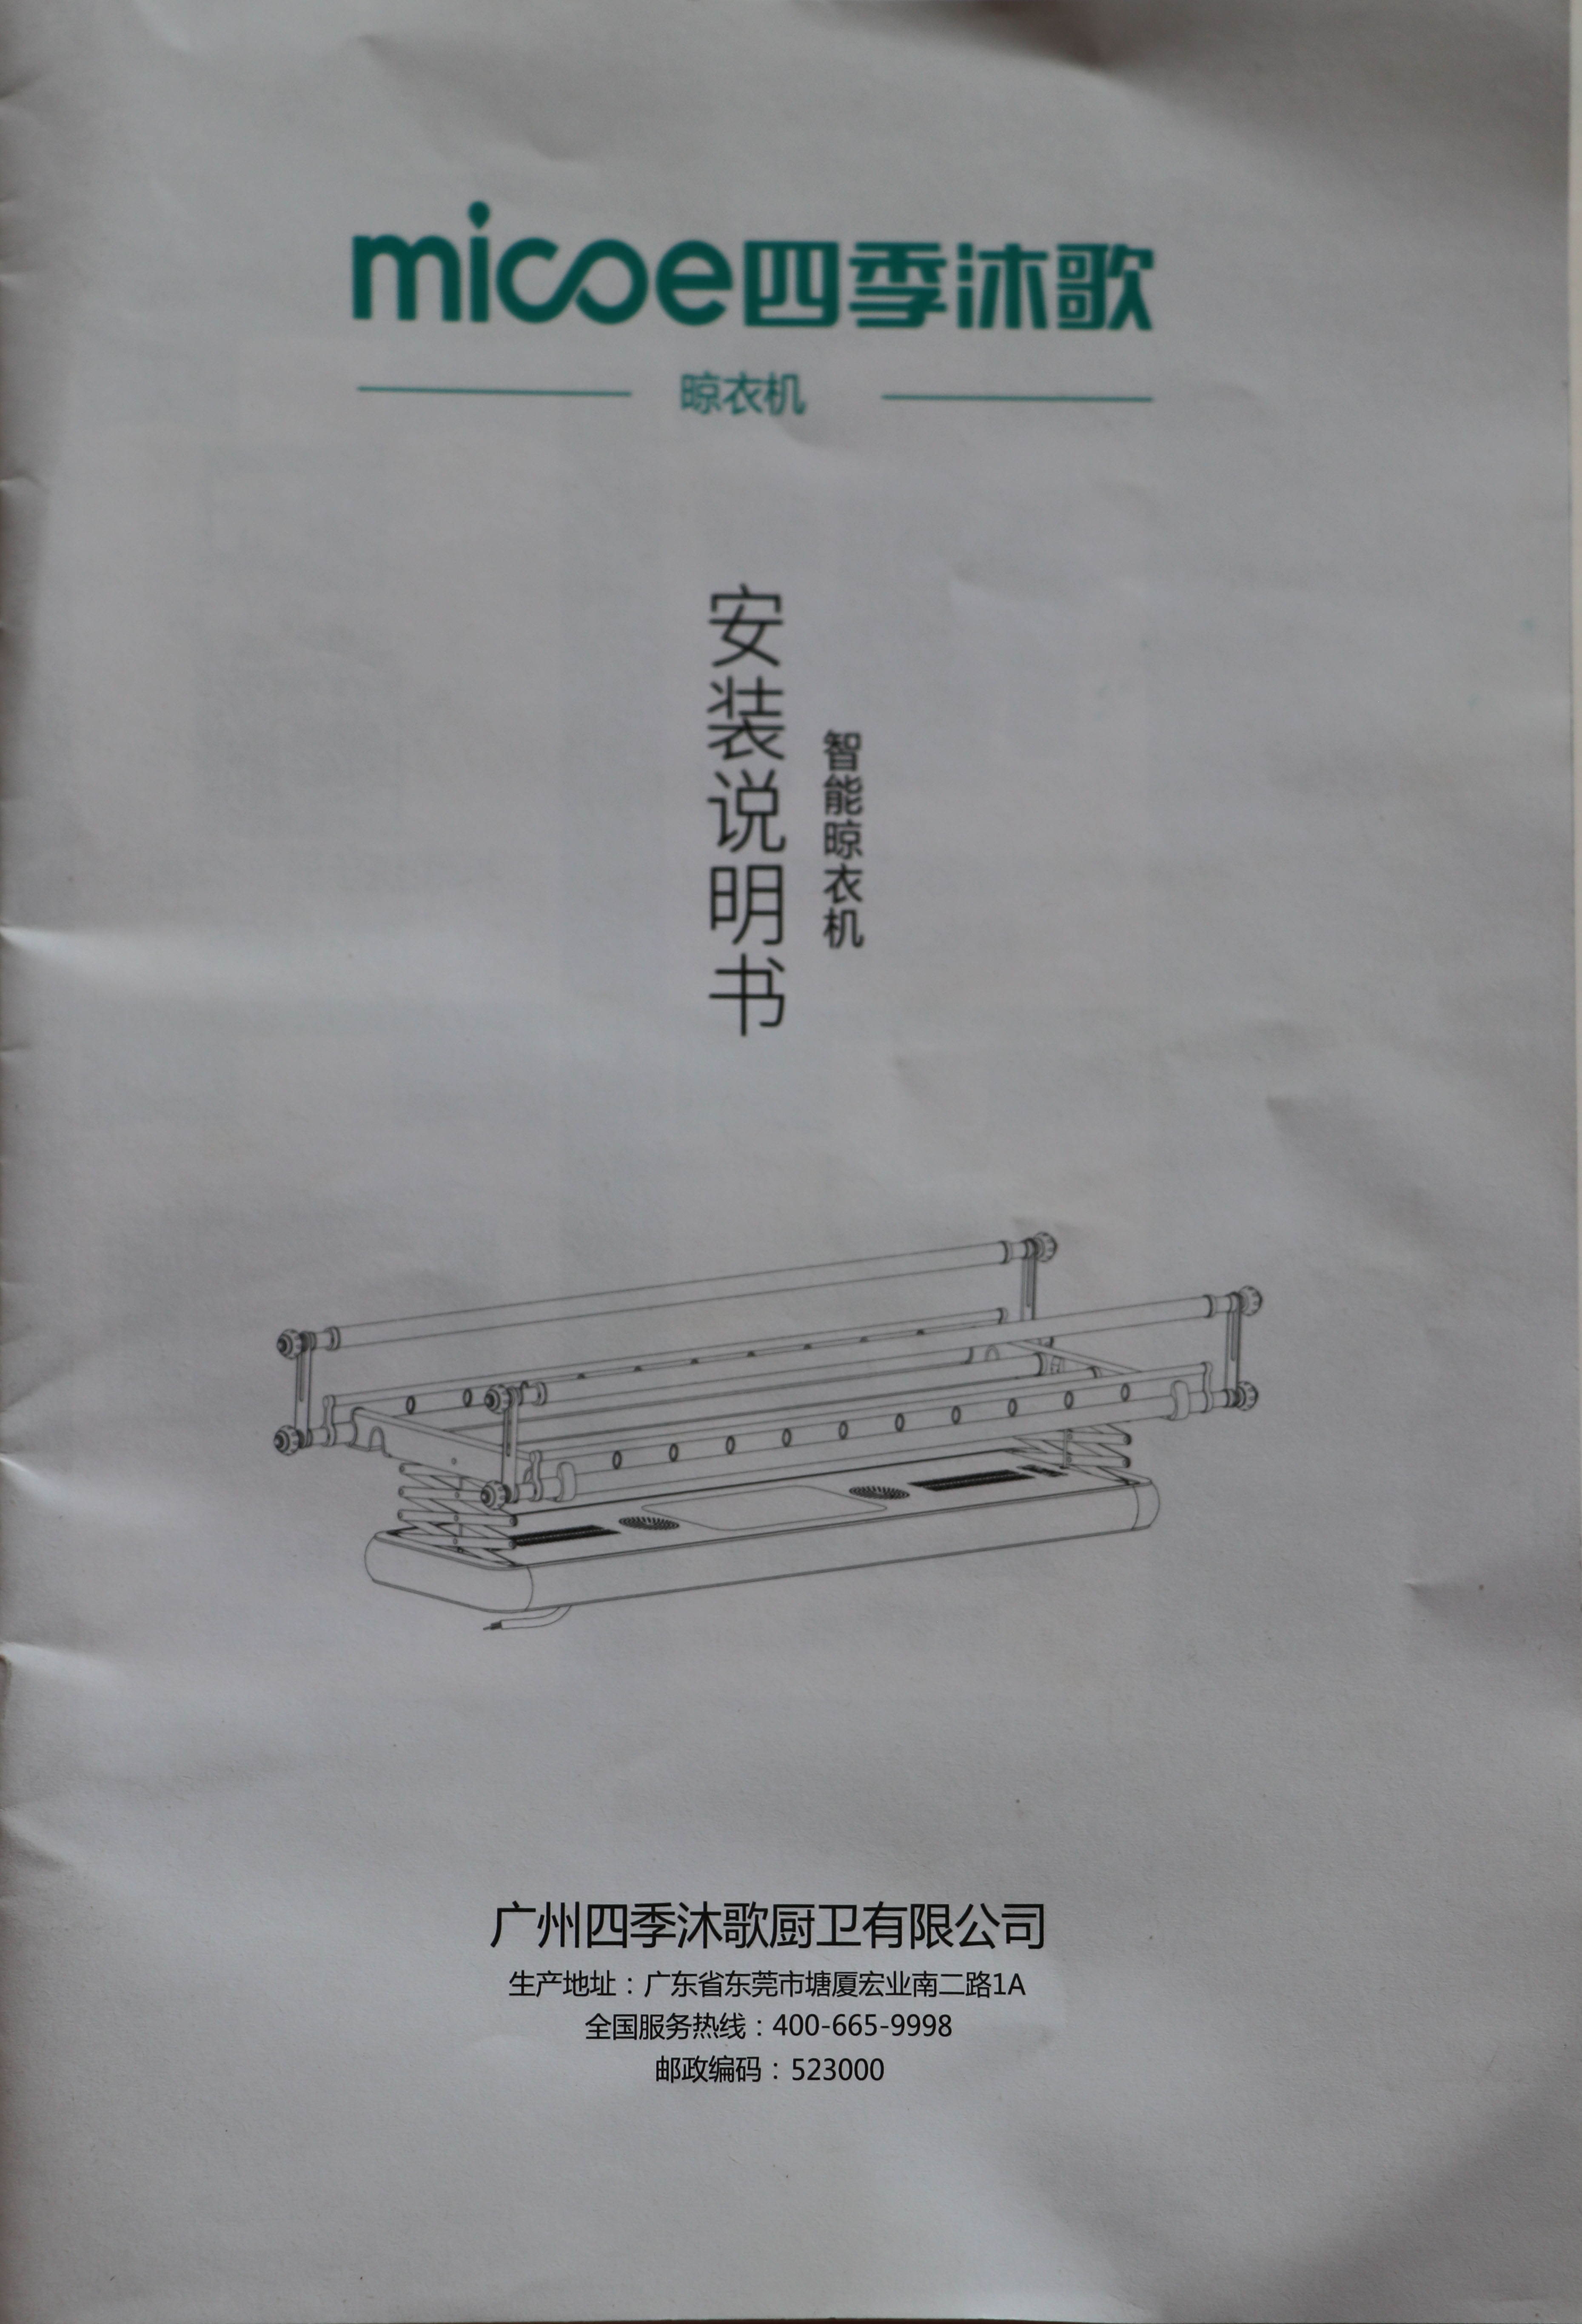 micoe四季沐歌
晾衣机
智能晾衣机
安装说明书
广州四季沐歌厨卫有限公司
生产地址：广东省东莞市塘厦宏业南二路1A
全国服务热线：400-665-9998
邮政编码：523000